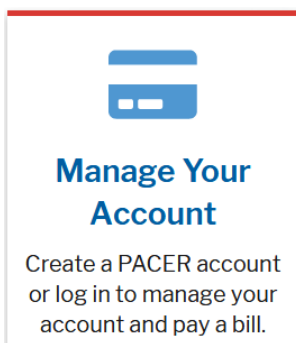 Manage Your
Account
Create a PACER account
or log in to manage your
account and pay a bill.